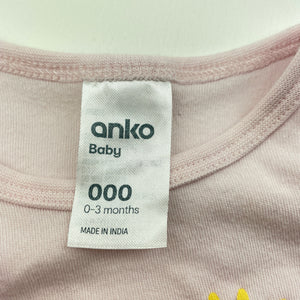 anko
Baby
000
0-3 months
MADE IN INDIA